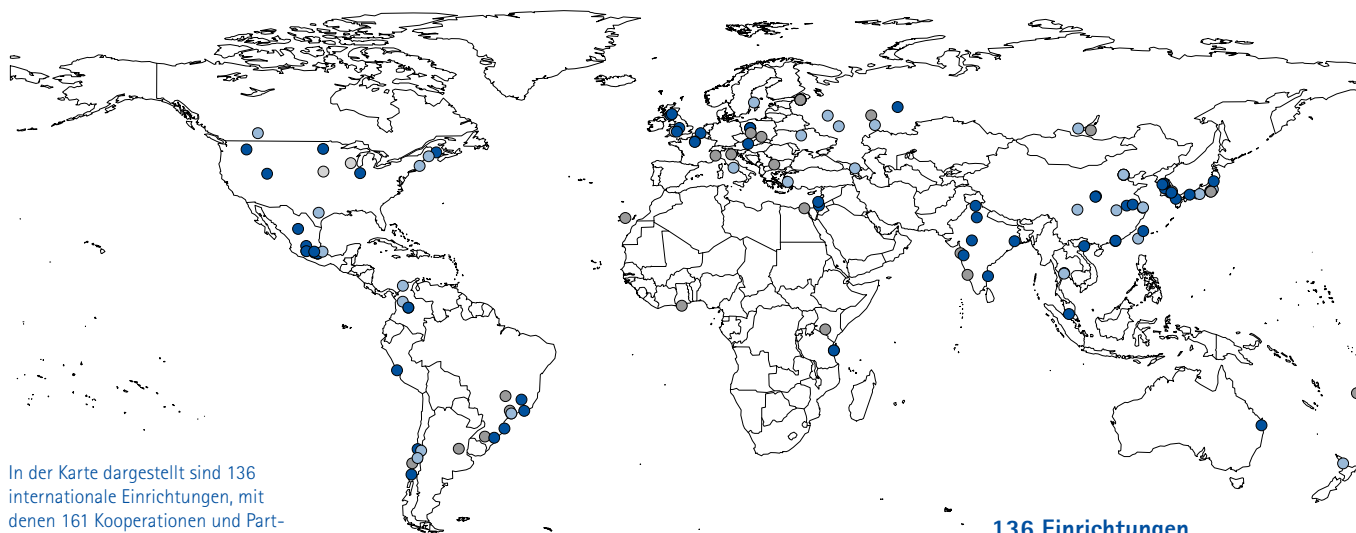 In der Karte dargestellt sind 136
internationale Einrichtungen, mit
denen 161 Kooperationen und Part-
136 Einrichtungen